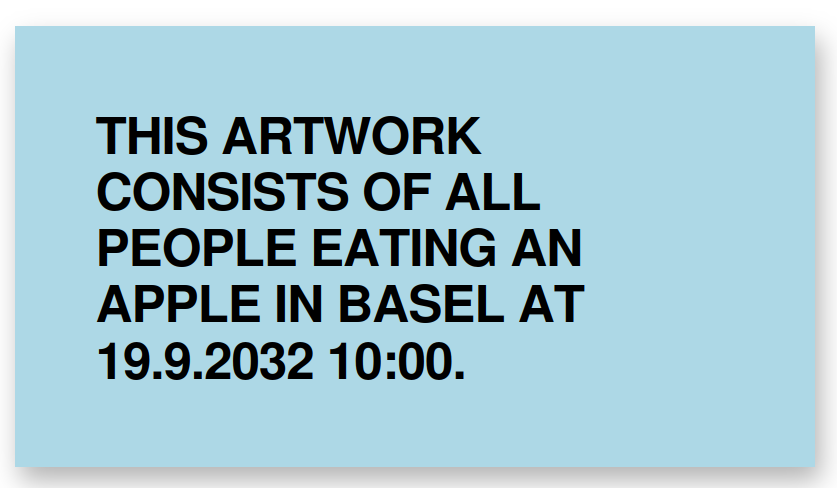 THIS ARTWORK
CONSISTS OF ALL
PEOPLE EATING AN
APPLE IN BASEL AT
19.9.2032 10:00.